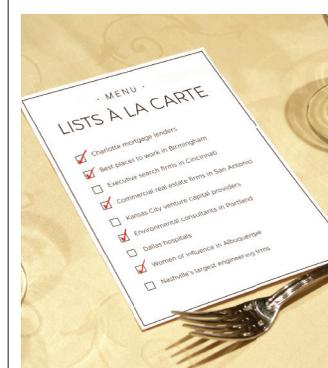 · MENU ·
LISTS À LA CARTE
Charlotte mortgage lenders
Best places to work in Birmingham
Executive search firms in Cincinnati
Commercial real estate firms in San Antonio
Kansas City venture capital providers
Environmental consultants in Portland
Dallas hospitals
Women of influence in Albuquerque
Nashville's largest engineering firms